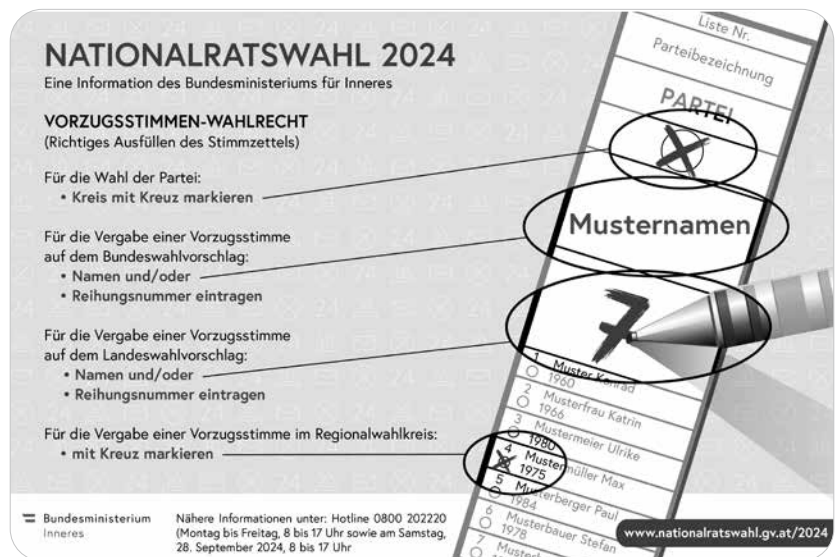 NATIONALRATSWAHL 2024
Eine Information des Bundesministeriums für Inneres
VORZUGSSTIMMEN-WAHLRECHT
(Richtiges Ausfüllen des Stimmzettels)
Für die Wahl der Partei:
• Kreis mit Kreuz markieren
Für die Vergabe einer Vorzugsstimme
auf dem Bundeswahlvorschlag:
• Namen und/oder
• Reihungsnummer eintragen
Für die Vergabe einer Vorzugsstimme
auf dem Landeswahlvorschlag:
• Namen und/oder
• Reihungsnummer eintragen
Für die Vergabe einer Vorzugsstimme im Regionalwahlkreis:
• mit Kreuz markieren
Liste Nr.
Parteibezeichnung
PARTEI
Musternamen
7
1 Muster Konrad
1960
2 Musterfrau Katrin
1966
3 Mustermeier Ulrike
1980
4 Mustermüller Max
1975
5 Musterberger Paul
1984
6 Musterbauer Stefan
1978
7
Bundesministerium
Inneres
Nähere Informationen unter: Hotline 0800 202220
(Montag bis Freitag, 8 bis 17 Uhr sowie am Samstag,
28. September 2024, 8 bis 17 Uhr
www.nationalratswahl.gv.at/2024